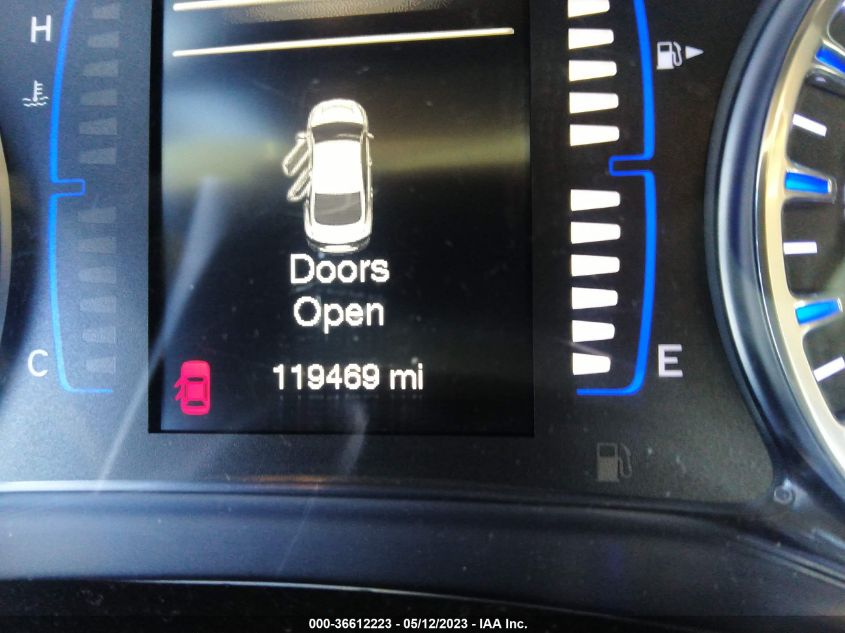 H
Doors
Open
C
119469 mi
E
000-36612223 - 05/12/2023 - IAA Inc.